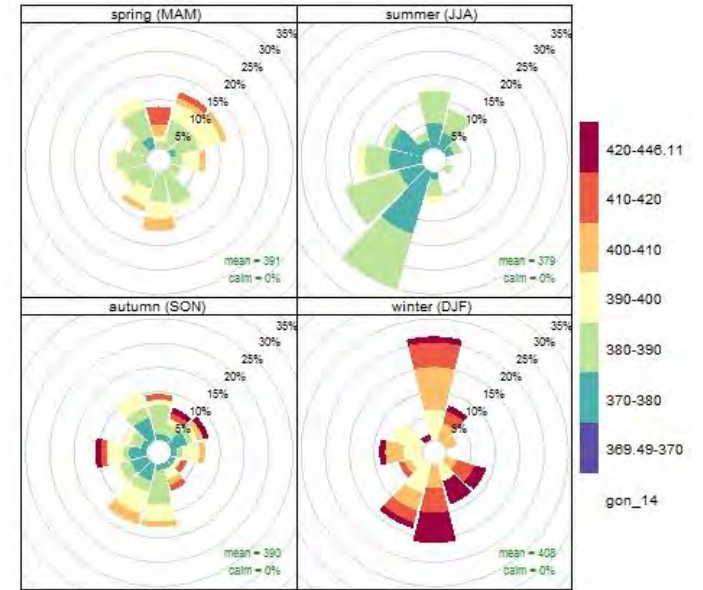 spring (MAM)
summer (JJA)
35%
30%
25%
20%
15%
10%
5%
mean = 391
calm = 0%
35%
30%
25%
20%
15%
10%
5%
mean = 379
calm = 0%
autumn (SON)
winter (DJF)
35%
30%
25%
20%
15%
10%
5%
mean = 390
calm = 0%
35%
30%
25%
20%
15%
10%
5%
mean = 408
calm = 0%
420-446.11
410-420
400-410
390-400
380-390
370-380
369.49-370
gon_14